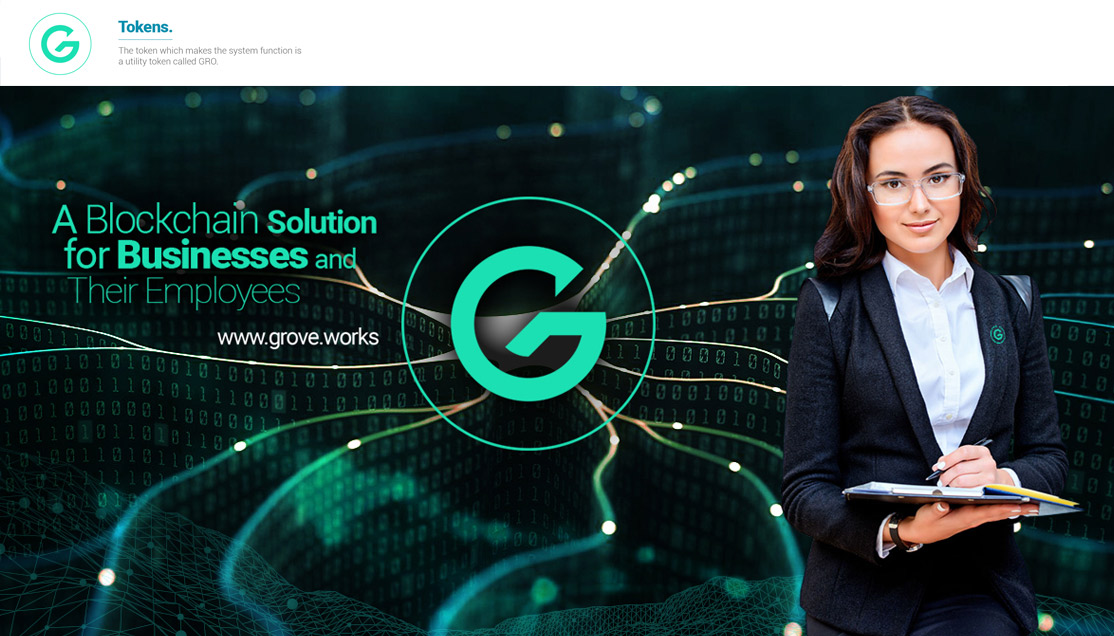 Tokens.
The token which makes the system function is
a utility token called GRO.
A Blockchain Solution
for Businesses and
Their Employees
www.grove.works